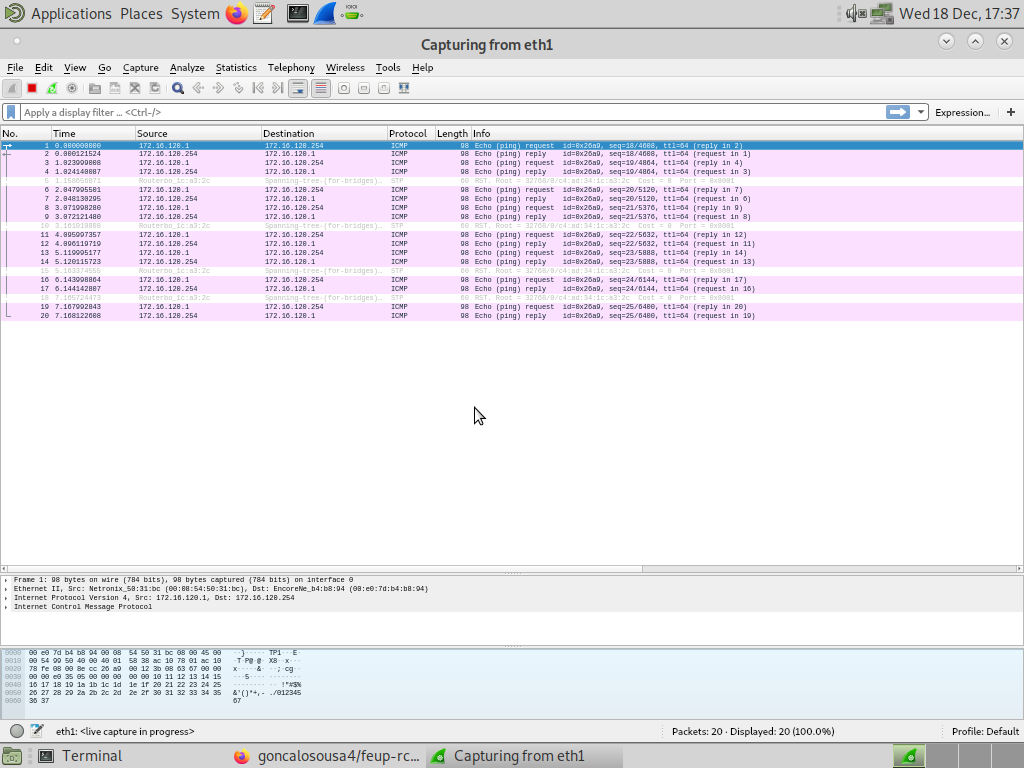 Applications Places System Wed 18 Dec, 17:37
Capturing from eth1
File Edit View Go Capture Analyze Statistics Telephony Wireless Tools Help
Apply a display filter ... <Ctrl-/> Expression... +
No. Time Source Destination Protocol Length Info
1 0.000000000 172.16.120.1 172.16.120.254 ICMP 98 Echo (ping) request id=0x26a9, seq=18/4608, ttl=64 (reply in 2)
2 0.000121524 172.16.120.254 172.16.120.1 ICMP 98 Echo (ping) reply id=0x26a9, seq=18/4608, ttl=64 (request in 1)
3 1.023999008 172.16.120.1 172.16.120.254 ICMP 98 Echo (ping) request id=0x26a9, seq=19/4864, ttl=64 (reply in 4)
4 1.024140087 172.16.120.254 172.16.120.1 ICMP 98 Echo (ping) reply id=0x26a9, seq=19/4864, ttl=64 (request in 3)
5 Routerbo_1c:a3:2c Spanning-tree-(for-bridges)... STP 60 RST. Root = 32768/0/c4:ad:34:1c:a3:2c Cost = 0 Port = 0x8001
6 2.047995501 172.16.120.1 172.16.120.254 ICMP 98 Echo (ping) request id=0x26a9, seq=20/5120, ttl=64 (reply in 7)
7 2.048130295 172.16.120.254 172.16.120.1 ICMP 98 Echo (ping) reply id=0x26a9, seq=20/5120, ttl=64 (request in 6)
8 3.071998280 172.16.120.1 172.16.120.254 ICMP 98 Echo (ping) request id=0x26a9, seq=21/5376, ttl=64 (reply in 9)
9 3.072121480 172.16.120.254 172.16.120.1 ICMP 98 Echo (ping) reply id=0x26a9, seq=21/5376, ttl=64 (request in 8)
10 Routerbo_1c:a3:2c Spanning-tree-(for-bridges)... STP 60 RST. Root = 32768/0/c4:ad:34:1c:a3:2c Cost = 0 Port = 0x8001
11 4.095997357 172.16.120.1 172.16.120.254 ICMP 98 Echo (ping) request id=0x26a9, seq=22/5632, ttl=64 (reply in 12)
12 4.096119719 172.16.120.254 172.16.120.1 ICMP 98 Echo (ping) reply id=0x26a9, seq=22/5632, ttl=64 (request in 11)
13 5.119995177 172.16.120.1 172.16.120.254 ICMP 98 Echo (ping) request id=0x26a9, seq=23/5888, ttl=64 (reply in 14)
14 5.120115723 172.16.120.254 172.16.120.1 ICMP 98 Echo (ping) reply id=0x26a9, seq=23/5888, ttl=64 (request in 13)
15 Routerbo_1c:a3:2c Spanning-tree-(for-bridges)... STP 60 RST. Root = 32768/0/c4:ad:34:1c:a3:2c Cost = 0 Port = 0x8001
16 6.143998064 172.16.120.1 172.16.120.254 ICMP 98 Echo (ping) request id=0x26a9, seq=24/6144, ttl=64 (reply in 17)
17 6.144142007 172.16.120.254 172.16.120.1 ICMP 98 Echo (ping) reply id=0x26a9, seq=24/6144, ttl=64 (request in 16)
18 Routerbo_1c:a3:2c Spanning-tree-(for-bridges)... STP 60 RST. Root = 32768/0/c4:ad:34:1c:a3:2c Cost = 0 Port = 0x8001
19 7.167992043 172.16.120.1 172.16.120.254 ICMP 98 Echo (ping) request id=0x26a9, seq=25/6400, ttl=64 (reply in 20)
20 7.168122608 172.16.120.254 172.16.120.1 ICMP 98 Echo (ping) reply id=0x26a9, seq=25/6400, ttl=64 (request in 19)
Frame 1: 98 bytes on wire (784 bits), 98 bytes captured (784 bits) on interface 0
Ethernet II, Src: Netronix_50:31:bc (00:08:54:50:31:bc), Dst: EncoreNe_b4:b8:94 (00:e0:7d:b4:b8:94)
Internet Protocol Version 4, Src: 172.16.120.1, Dst: 172.16.120.254
Internet Control Message Protocol
0000 00 e0 7d b4 b8 94 00 08 54 50 31 bc 08 00 45 00 ··}····· TP1···E·
0010 00 54 99 50 40 00 40 01 58 38 ac 10 78 01 ac 10 ·T·P@·@· X8··x···
0020 78 fe 08 00 8e cc 26 a9 00 12 3b 08 63 67 00 00 x·····&· ··;·cg··
0030 00 00 e0 35 05 00 00 00 00 00 10 11 12 13 14 15 ···5···· ········
0040 16 17 18 19 1a 1b 1c 1d 1e 1f 20 21 22 23 24 25 ········ ·· !"#$%
0050 26 27 28 29 2a 2b 2c 2d 2e 2f 30 31 32 33 34 35 &'()*+,- ./012345
0060 36 37 67
eth1: <live capture in progress> Packets: 20 · Displayed: 20 (100.0%) Profile: Default
Terminal goncalosousa4/feup-rc... Capturing from eth1